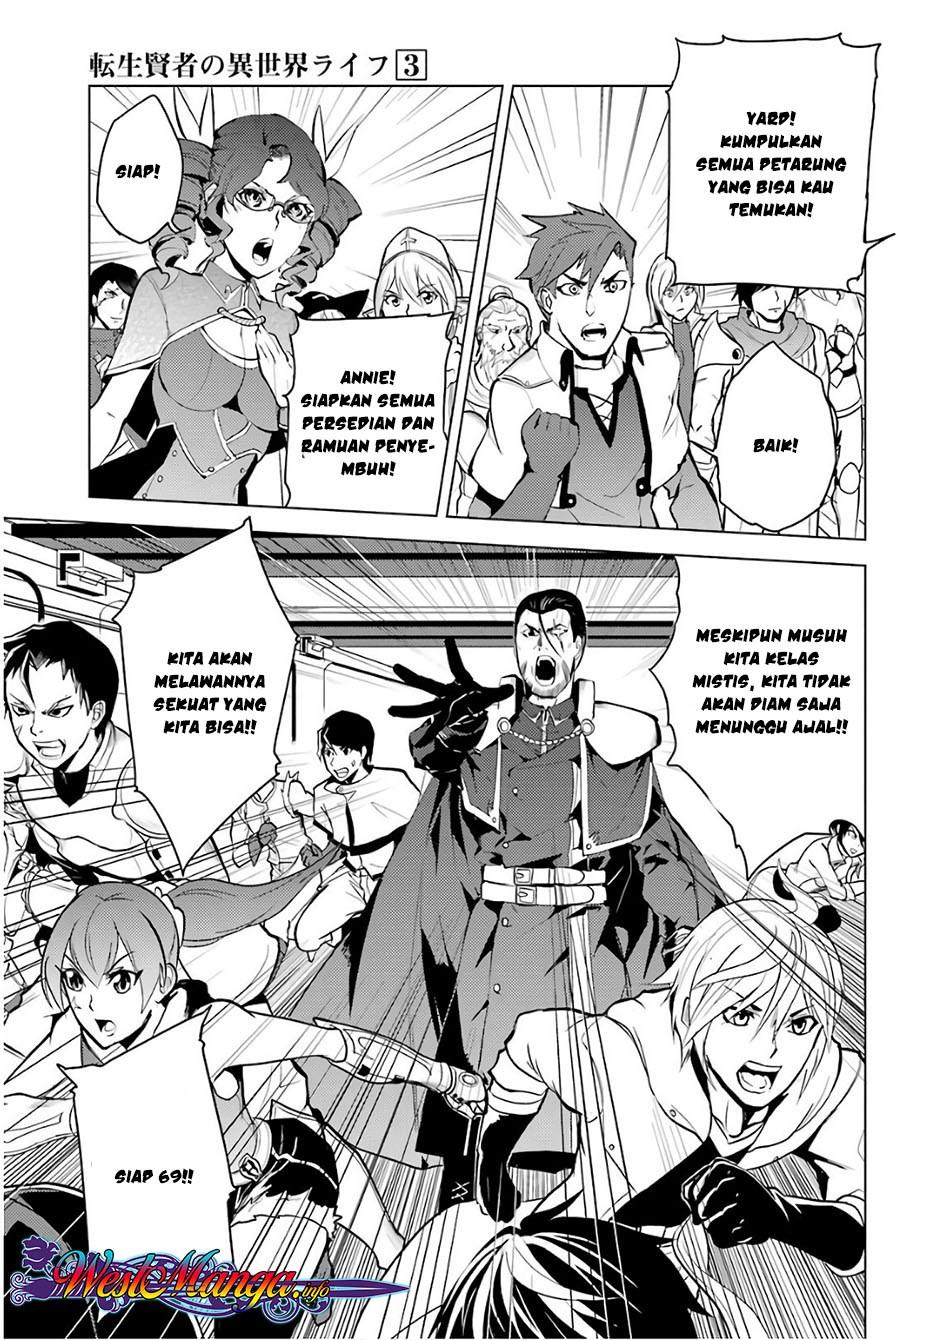 転生賢者の異世界ライフ3
YARD!
KUMPULKAN
SEMUA PETARUNG
YANG BISA KAU
TEMUKAN!
BAIK!
SIAP!
ANNIE!
SIAPKAN SEMUA
PERSEDIAN DAN
RAMUAN PENYE-
MBUH!
MESKIPUN MUSUH
KITA KELAS
MISTIS, KITA TIDAK
AKAN DIAM SAJA
MENUNGGU AJAL!!
KITA AKAN
MELAWANNYA
SEKUAT YANG
KITA BISA!!
SIAP 69!!
WestManga.info